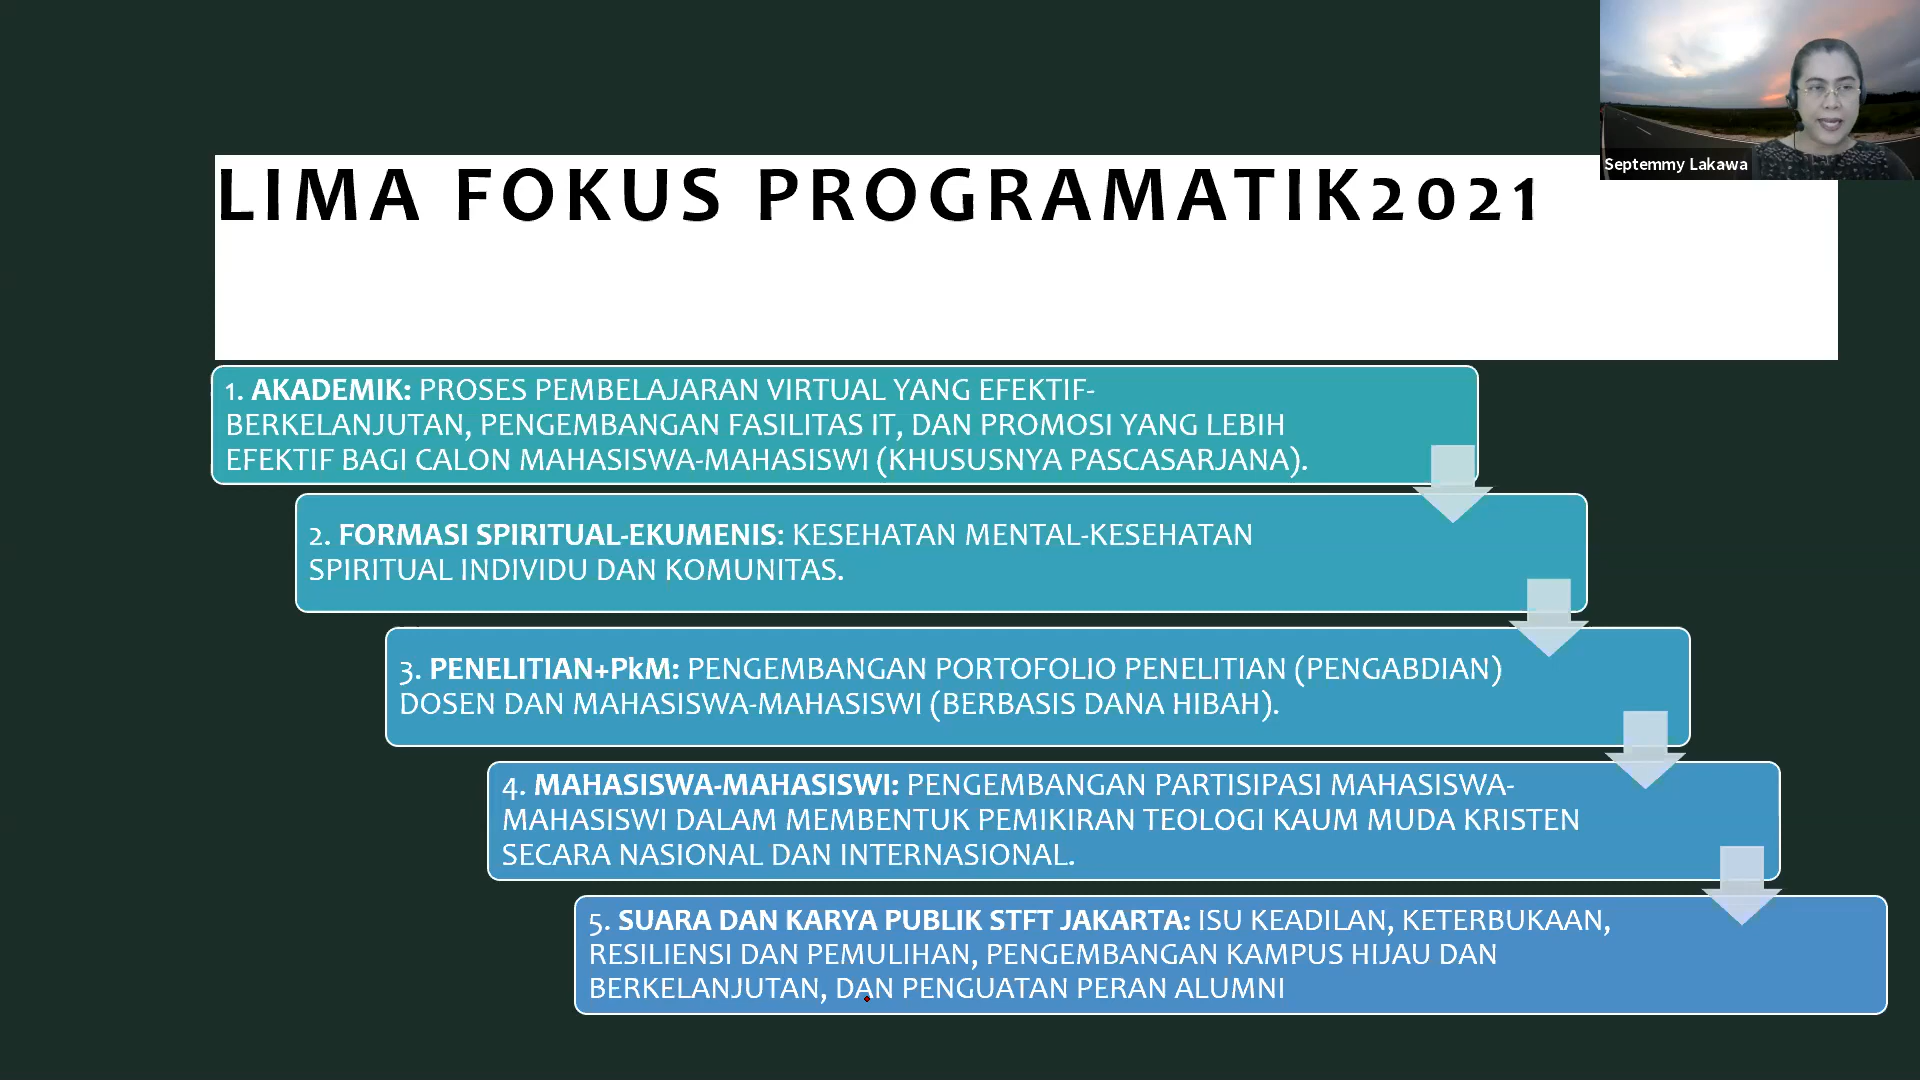 Septemmy Lakawa
LIMA FOKUS PROGRAMATIK2021
1. AKADEMIK: PROSES PEMBELAJARAN VIRTUAL YANG EFEKTIF-
BERKELANJUTAN, PENGEMBANGAN FASILITAS IT, DAN PROMOSI YANG LEBIH
EFEKTIF BAGI CALON MAHASISWA-MAHASISWI (KHUSUSNYA PASCASARJANA).
2. FORMASI SPIRITUAL-EKUMENIS: KESEHATAN MENTAL-KESEHATAN
SPIRITUAL INDIVIDU DAN KOMUNITAS.
3. PENELITIAN+PkM: PENGEMBANGAN PORTOFOLIO PENELITIAN (PENGABDIAN)
DOSEN DAN MAHASISWA-MAHASISWI (BERBASIS DANA HIBAH).
4. MAHASISWA-MAHASISWI: PENGEMBANGAN PARTISIPASI MAHASISWA-
MAHASISWI DALAM MEMBENTUK PEMIKIRAN TEOLOGI KAUM MUDA KRISTEN
SECARA NASIONAL DAN INTERNASIONAL.
5. SUARA DAN KARYA PUBLIK STFT JAKARTA: ISU KEADILAN, KETERBUKAAN,
RESILIENSI DAN PEMULIHAN, PENGEMBANGAN KAMPUS HIJAU DAN
BERKELANJUTAN, DAN PENGUATAN PERAN ALUMNI